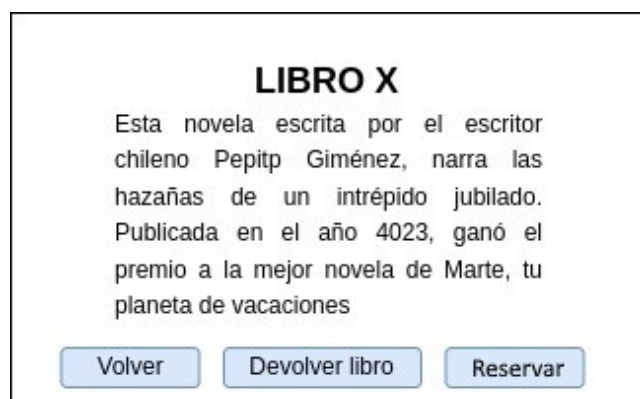 LIBRO X
Esta novela escrita por el escritor
chileno Pepitp Giménez, narra las
hazañas de un intrépido jubilado.
Publicada en el año 4023, ganó el
premio a la mejor novela de Marte, tu
planeta de vacaciones
Volver Devolver libro Reservar